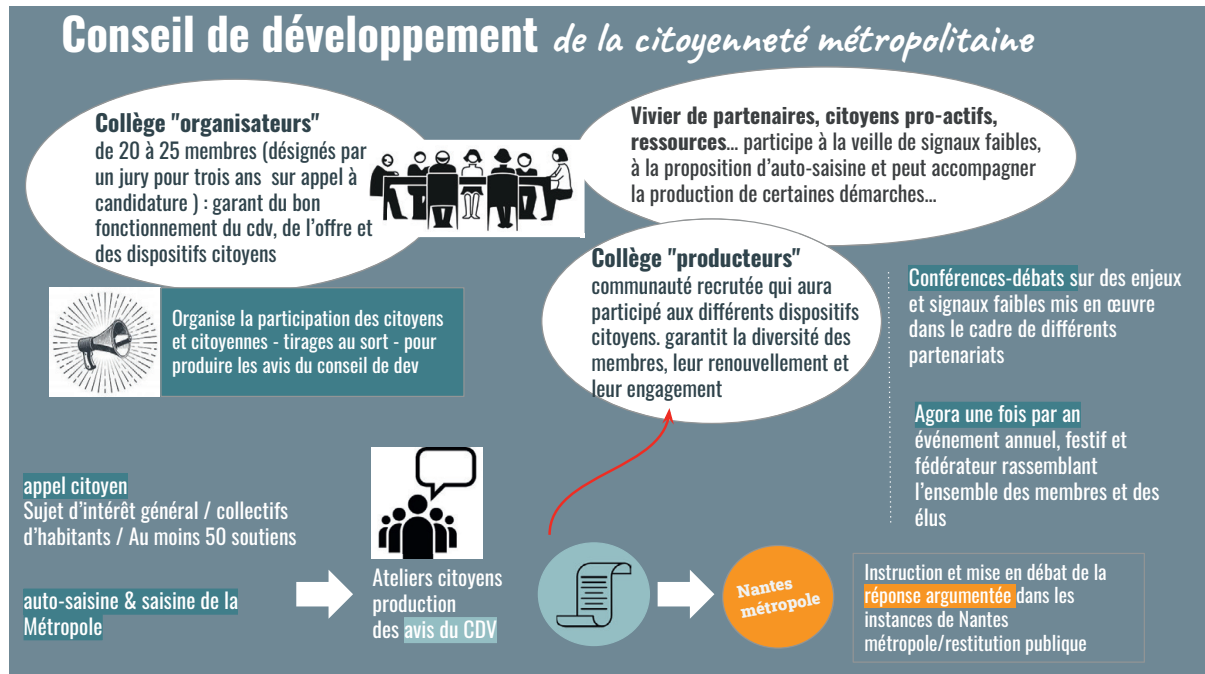 Conseil de développement de la citoyenneté métropolitaine
Collège "organisateurs"
de 20 à 25 membres (désignés par
un jury pour trois ans sur appel à
candidature ) : garant du bon
fonctionnement du cdv, de l'offre et
des dispositifs citoyens
Vivier de partenaires, citoyens pro-actifs,
ressources... participe à la veille de signaux faibles,
à la proposition d'auto-saisine et peut accompagner
la production de certaines démarches...
Collège "producteurs"
communauté recrutée qui aura
participé aux différents dispositifs
citoyens. garantit la diversité des
membres, leur renouvellement et
leur engagement
Organise la participation des citoyens
et citoyennes - tirages au sort - pour
produire les avis du conseil de dev
Conférences-débats sur des enjeux
et signaux faibles mis en œuvre
dans le cadre de différents
partenariats
Agora une fois par an
événement annuel, festif et
fédérateur rassemblant
l'ensemble des membres et des
élus
appel citoyen
Sujet d'intérêt général / collectifs
d'habitants / Au moins 50 soutiens
auto-saisine & saisine de la
Métropole
Ateliers citoyens
production
des avis du CDV
Nantes
métropole
Instruction et mise en débat de la
réponse argumentée dans les
instances de Nantes
métropole/restitution publique